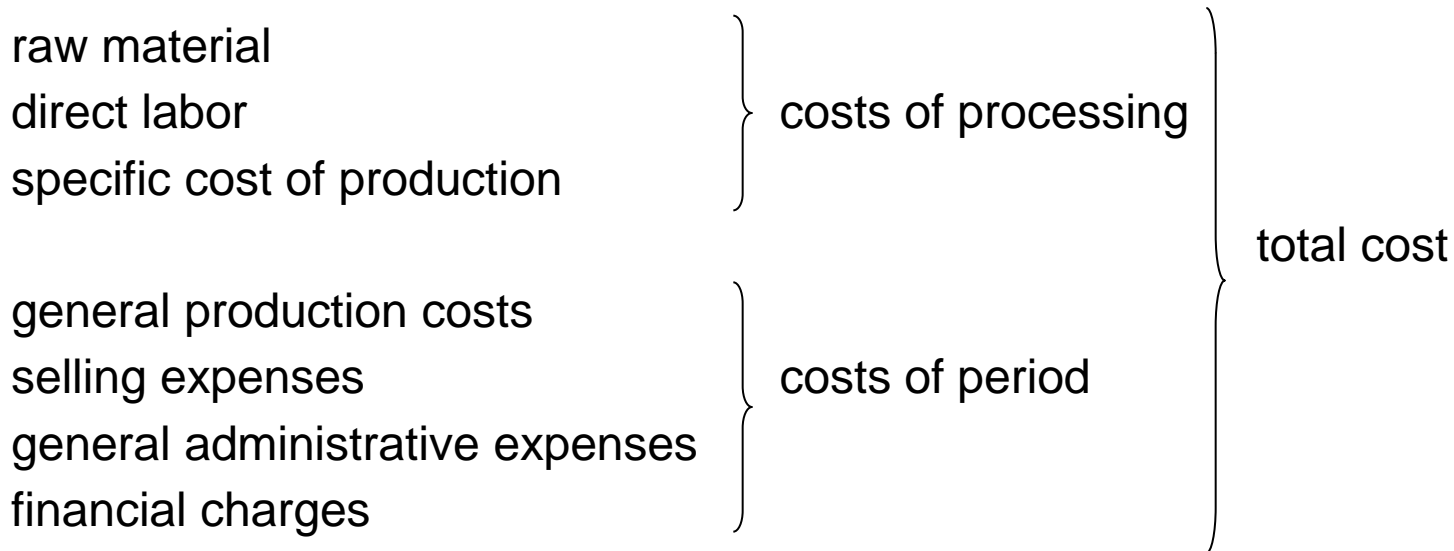 raw material
direct labor
specific cost of production
costs of processing
general production costs
selling expenses
general administrative expenses
financial charges
costs of period
total cost